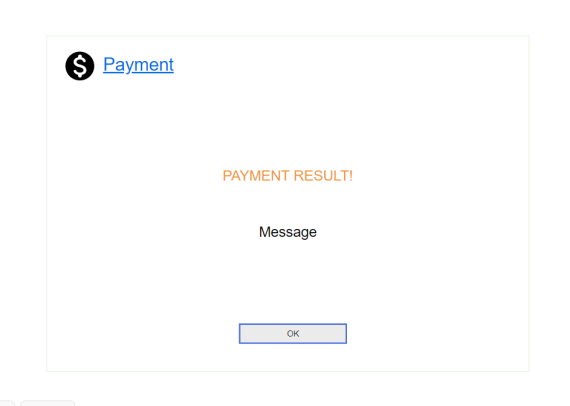 Payment
PAYMENT RESULT!
Message
OK